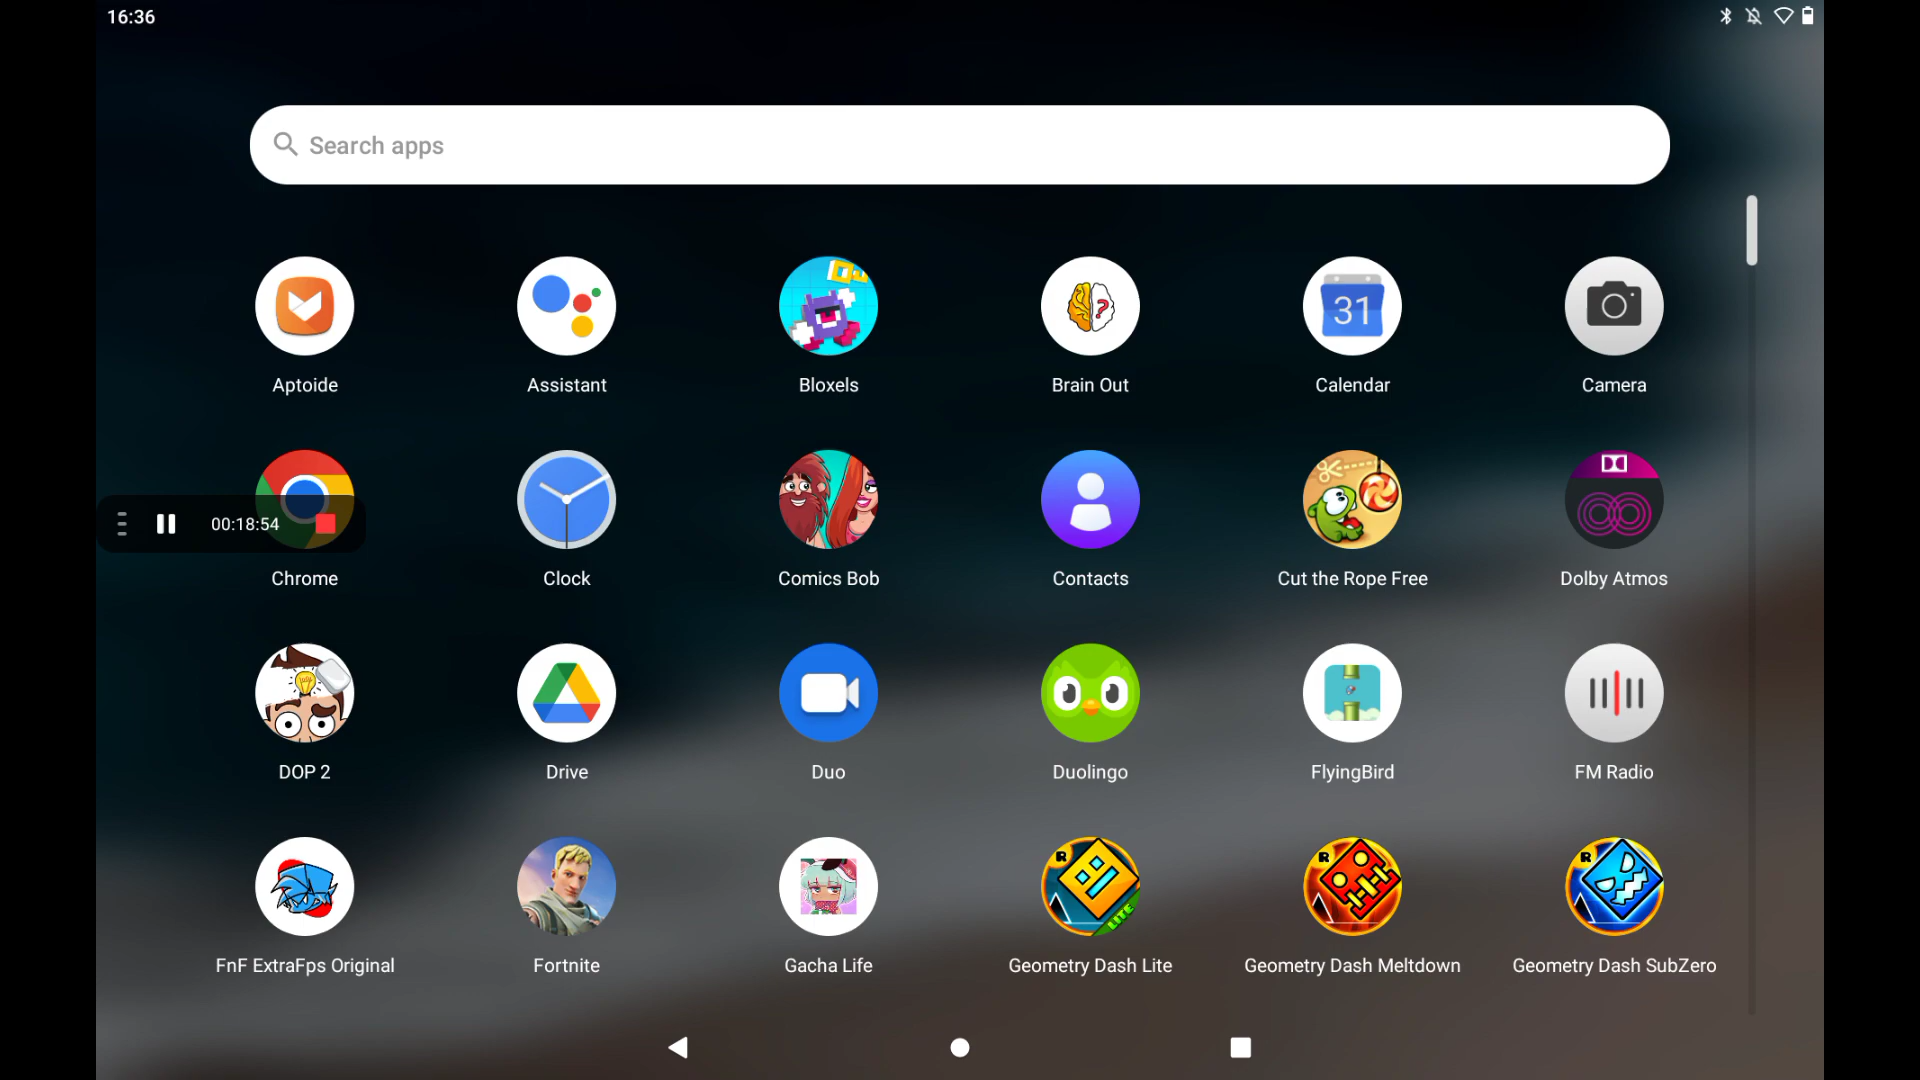 16:36
Search apps
Aptoide
Assistant
Bloxels
Brain Out
31
Calendar
Camera
00:18:54
Chrome
Clock
Comics Bob
Contacts
Cut the Rope Free
Dolby Atmos
DOP 2
Drive
Duo
Duolingo
FlyingBird
FM Radio
R
LITE
R
R
FnF ExtraFps Original
Fortnite
Gacha Life
Geometry Dash Lite
Geometry Dash Meltdown
Geometry Dash SubZero